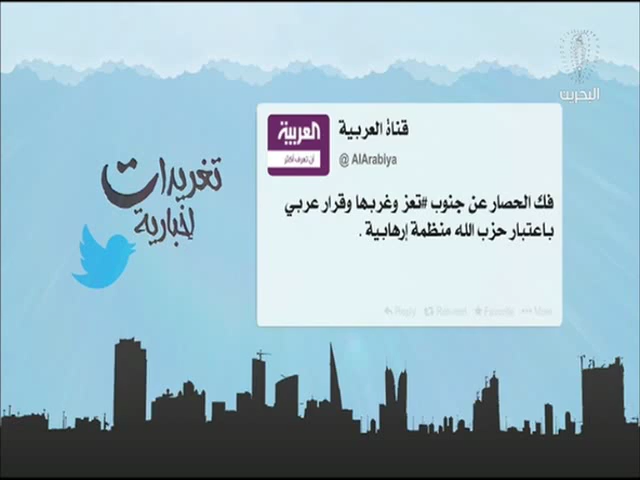 البحرين
قناة العربية
العربية
أن تعرف أكثر
@ AlArabiya
تغريدات
إخبارية
فك الحصار عن جنوب #تعز وغربها وقرار عربي
باعتبار حزب الله منظمة إرهابية .
Reply Retweet Favorite More